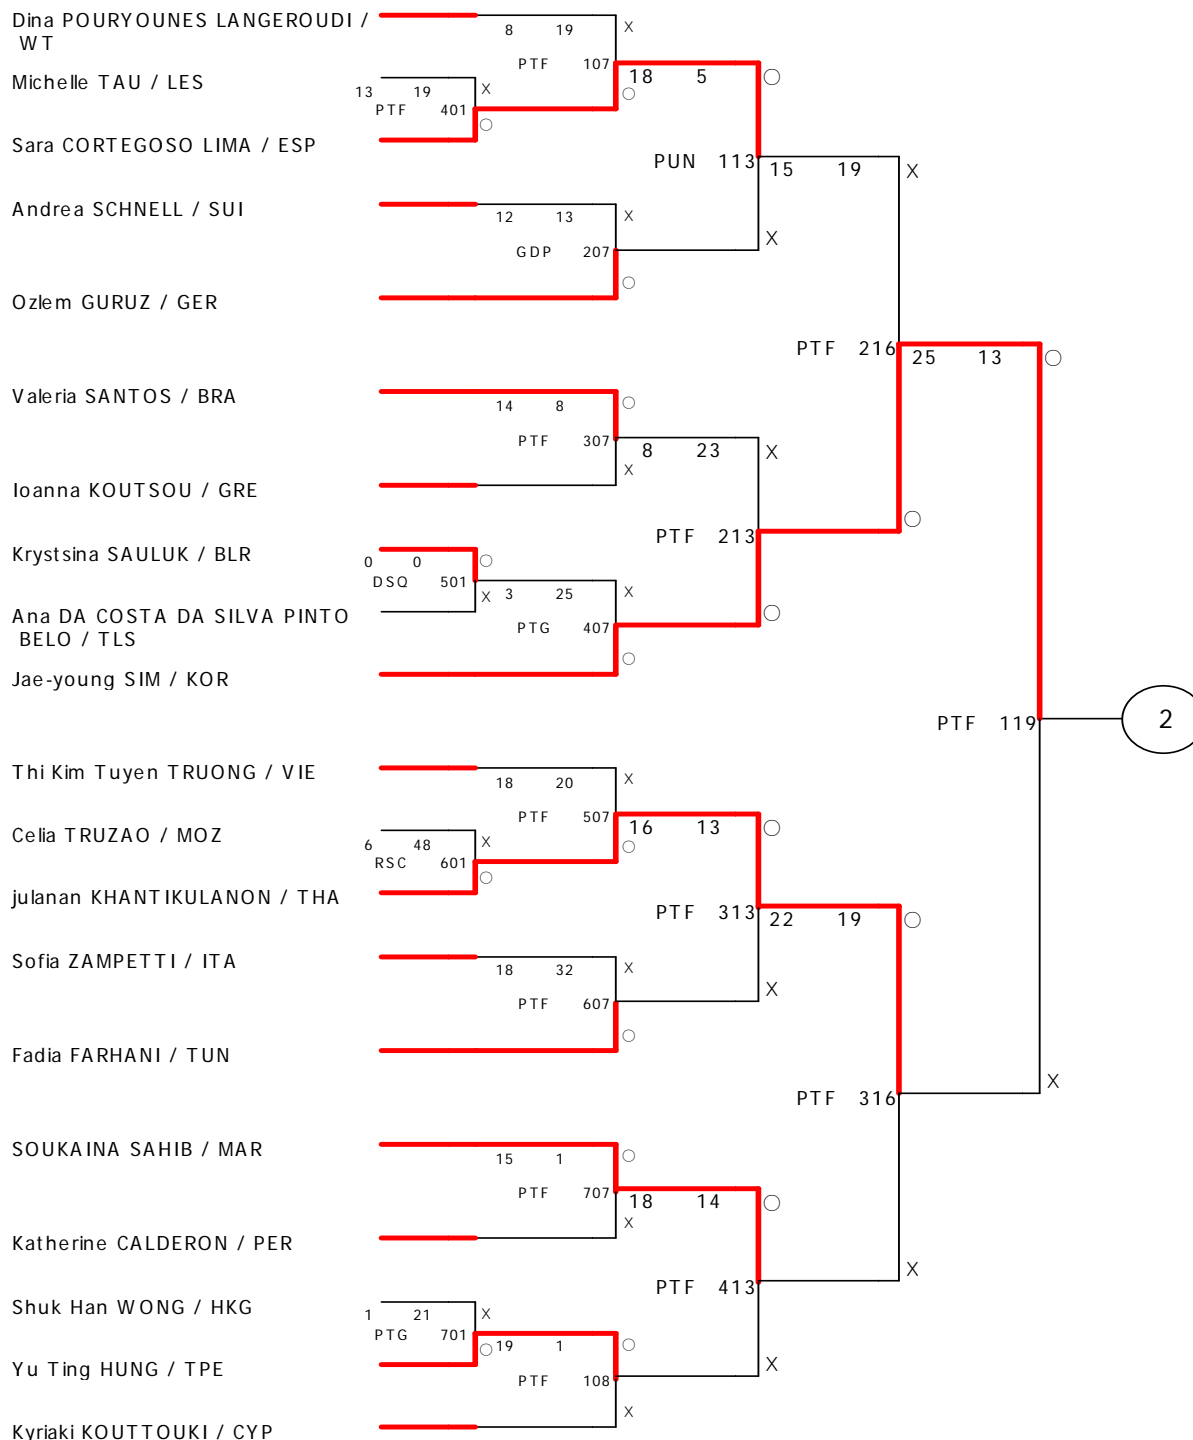 Dina POURYOUNES LANGEROUDI /
WT
8 19 X
PTF 107
18 5 O
Michelle TAU / LES
13 19 X
PTF 401 O
O
Sara CORTEGOSO LIMA / ESP
PUN 113
15 19 X
Andrea SCHNELL / SUI
12 13 X
X
GDP 207
O
Ozlem GURUZ / GER
PTF 216
25 13 O
Valeria SANTOS / BRA
14 8 O
PTF 307
8 23 X
X
Ioanna KOUTSOU / GRE
O
PTF 213
Krystsina SAULUK / BLR
0 0 O
DSQ 501
X 3 25 X
Ana DA COSTA DA SILVA PINTO
BELO / TLS
O
PTG 407
O
Jae-young SIM / KOR
PTF 119
2
Thi Kim Tuyen TRUONG / VIE
18 20 X
PTF 507
16 13 O
Celia TRUZAO / MOZ
6 48 X
O
RSC 601
O
julanan KHANTIKULANON / THA
PTF 313
22 19 O
Sofia ZAMPETTI / ITA
18 32 X
X
PTF 607
O
Fadia FARHANI / TUN
X
PTF 316
SOUKAINA SAHIB / MAR
15 1 O
PTF 707
18 14 O
X
Katherine CALDERON / PER
X
PTF 413
Shuk Han WONG / HKG
1 21 X
PTG 701
O 19 1 O
X
Yu Ting HUNG / TPE
PTF 108
X
Kyriaki KOUTTOUKI / CYP